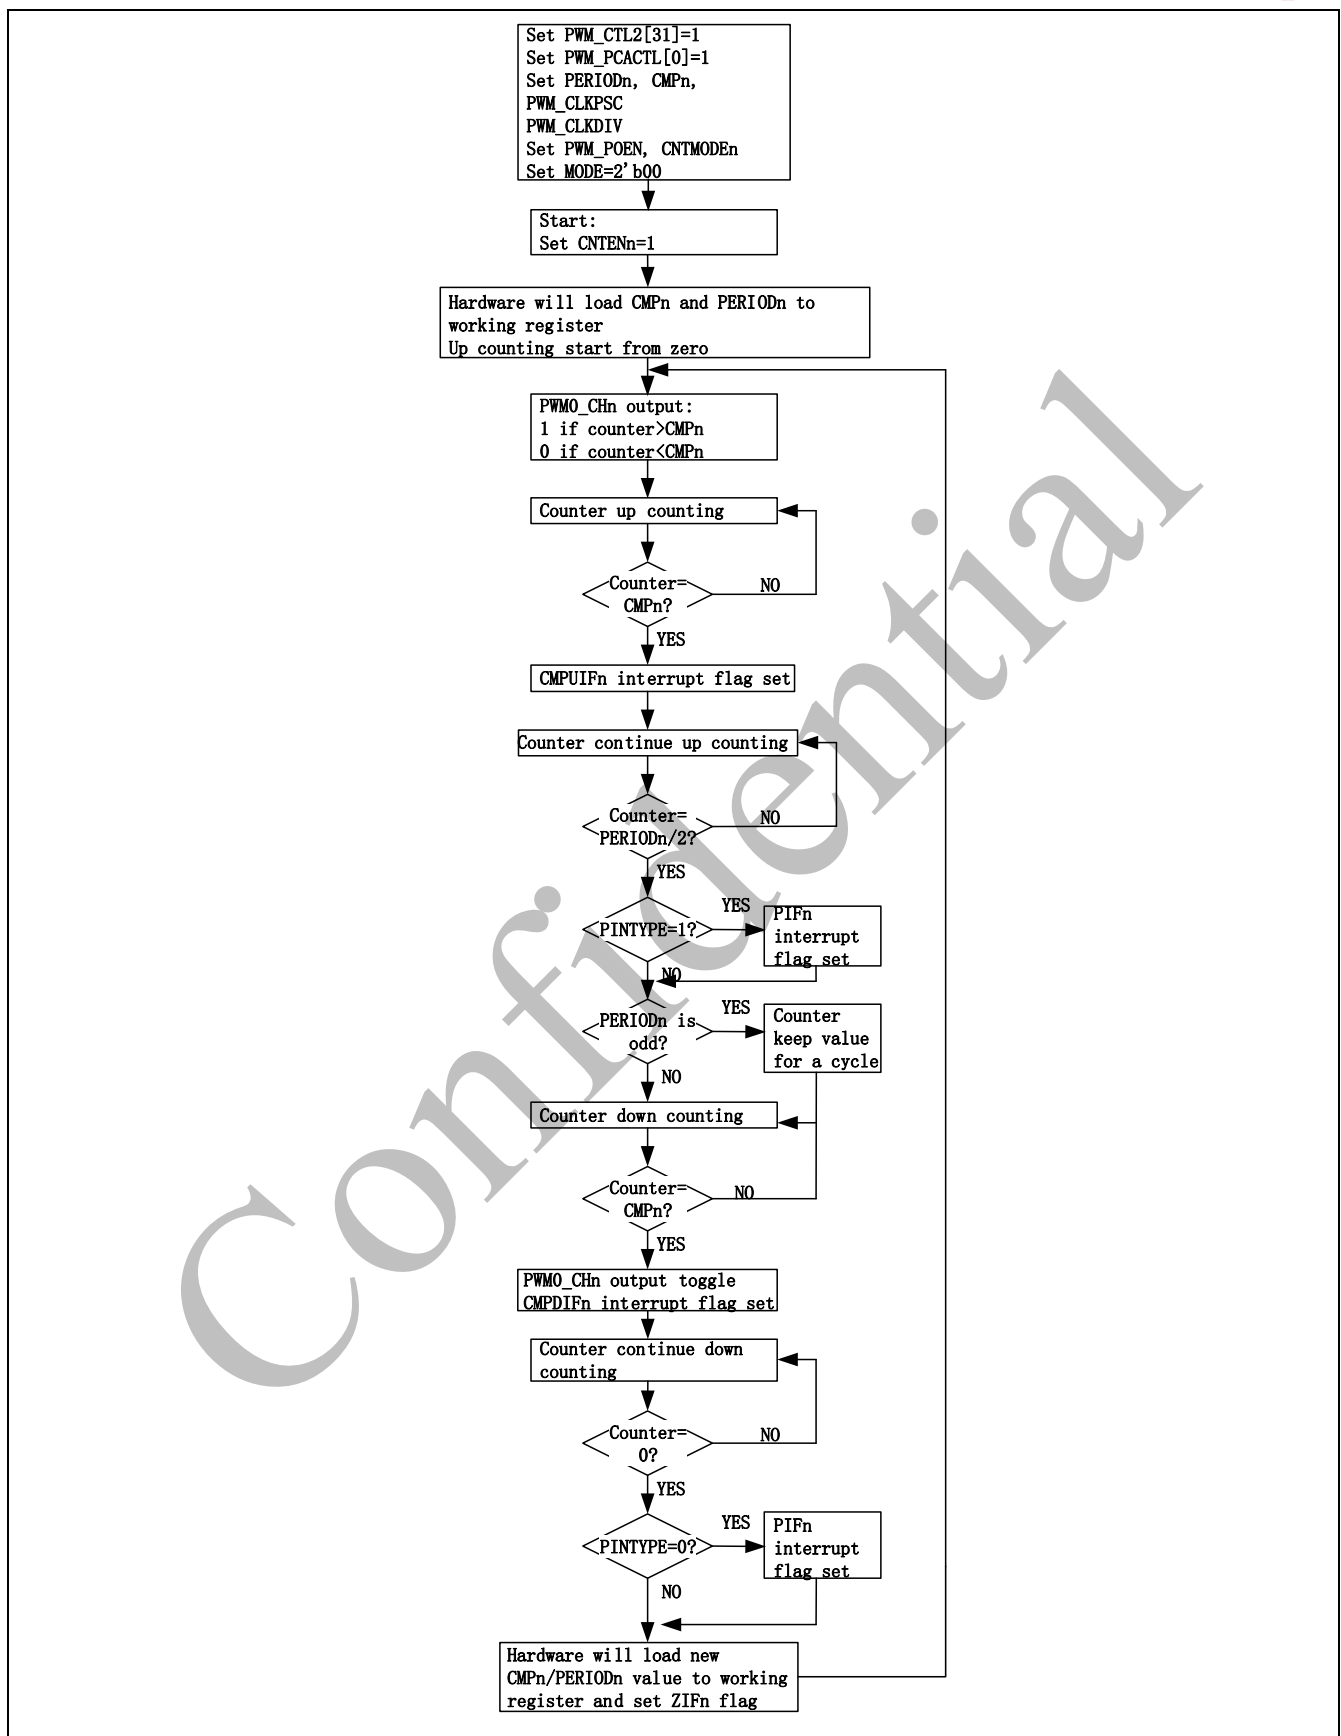 Set PWM_CTL2[31]=1
Set PWM_PCACTL[0]=1
Set PERIODn, CMPn,
PWM_CLKPSC
PWM_CLKDIV
Set PWM_POEN, CNTMODEn
Set MODE=2'b00
Start:
Set CNTENn=1
Hardware will load CMPn and PERIODn to
working register
Up counting start from zero
PWM0_CHn output:
1 if counter>CMPn
0 if counter<CMPn
Counter up counting
Counter=
CMPn?
NO
YES
CMPUIFn interrupt flag set
Counter continue up counting
Counter=
PERIODn/2?
NO
YES
PINTYPE=1?
YES
PIFn
interrupt
flag set
NO
PERIODn is
odd?
YES
Counter
keep value
for a cycle
NO
Counter down counting
Counter=
CMPn?
NO
YES
PWM0_CHn output toggle
CMPDIFn interrupt flag set
Counter continue down
counting
Counter=
0?
NO
YES
PINTYPE=0?
YES
PIFn
interrupt
flag set
NO
Hardware will load new
CMPn/PERIODn value to working
register and set ZIFn flag
Confidential